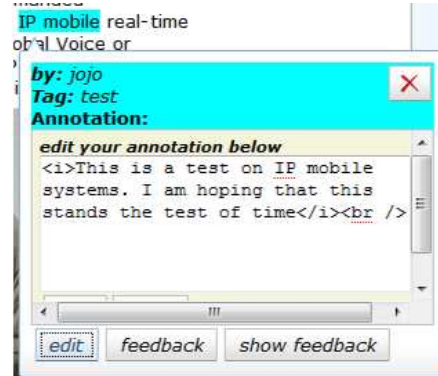 IP mobile real-time
Voice or
by: jojo
Tag: test
Annotation:
edit your annotation below
<i>This is a test on IP mobile
systems. I am hoping that this
stands the test of time</i><br />
edit feedback show feedback